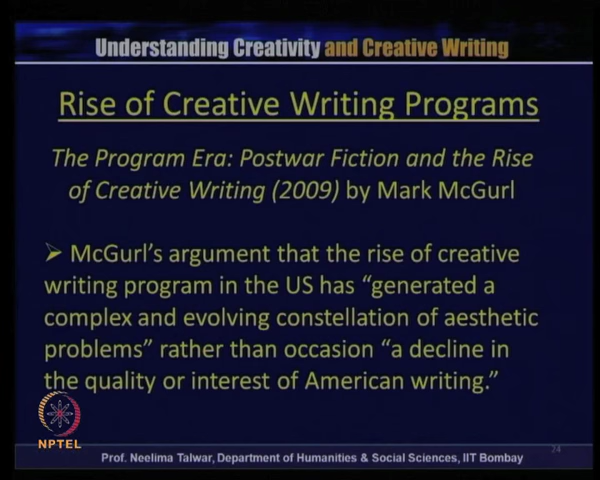 Understanding Creativity and Creative Writing
Rise of Creative Writing Programs
The Program Era: Postwar Fiction and the Rise
of Creative Writing (2009) by Mark McGurl
➢ McGurl's argument that the rise of creative
writing program in the US has “generated a
complex and evolving constellation of aesthetic
problems” rather than occasion “a decline in
the quality or interest of American writing.”
NPTEL
24
Prof. Neelima Talwar, Department of Humanities & Social Sciences, IIT Bombay